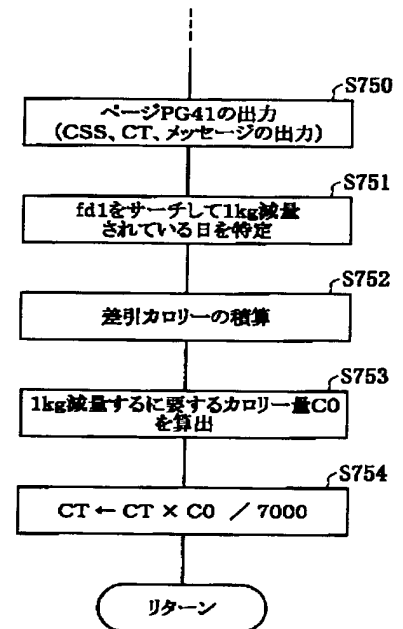 S750
ページPG41の出力
(CSS、CT、メッセージの出力)
S751
fd1をサーチして1kg減量
されている日を特定
S752
差引カロリーの積算
S753
1kg減量するに要するカロリー量C0
を算出
S754
CT ← CT × C0 / 7000
リターン